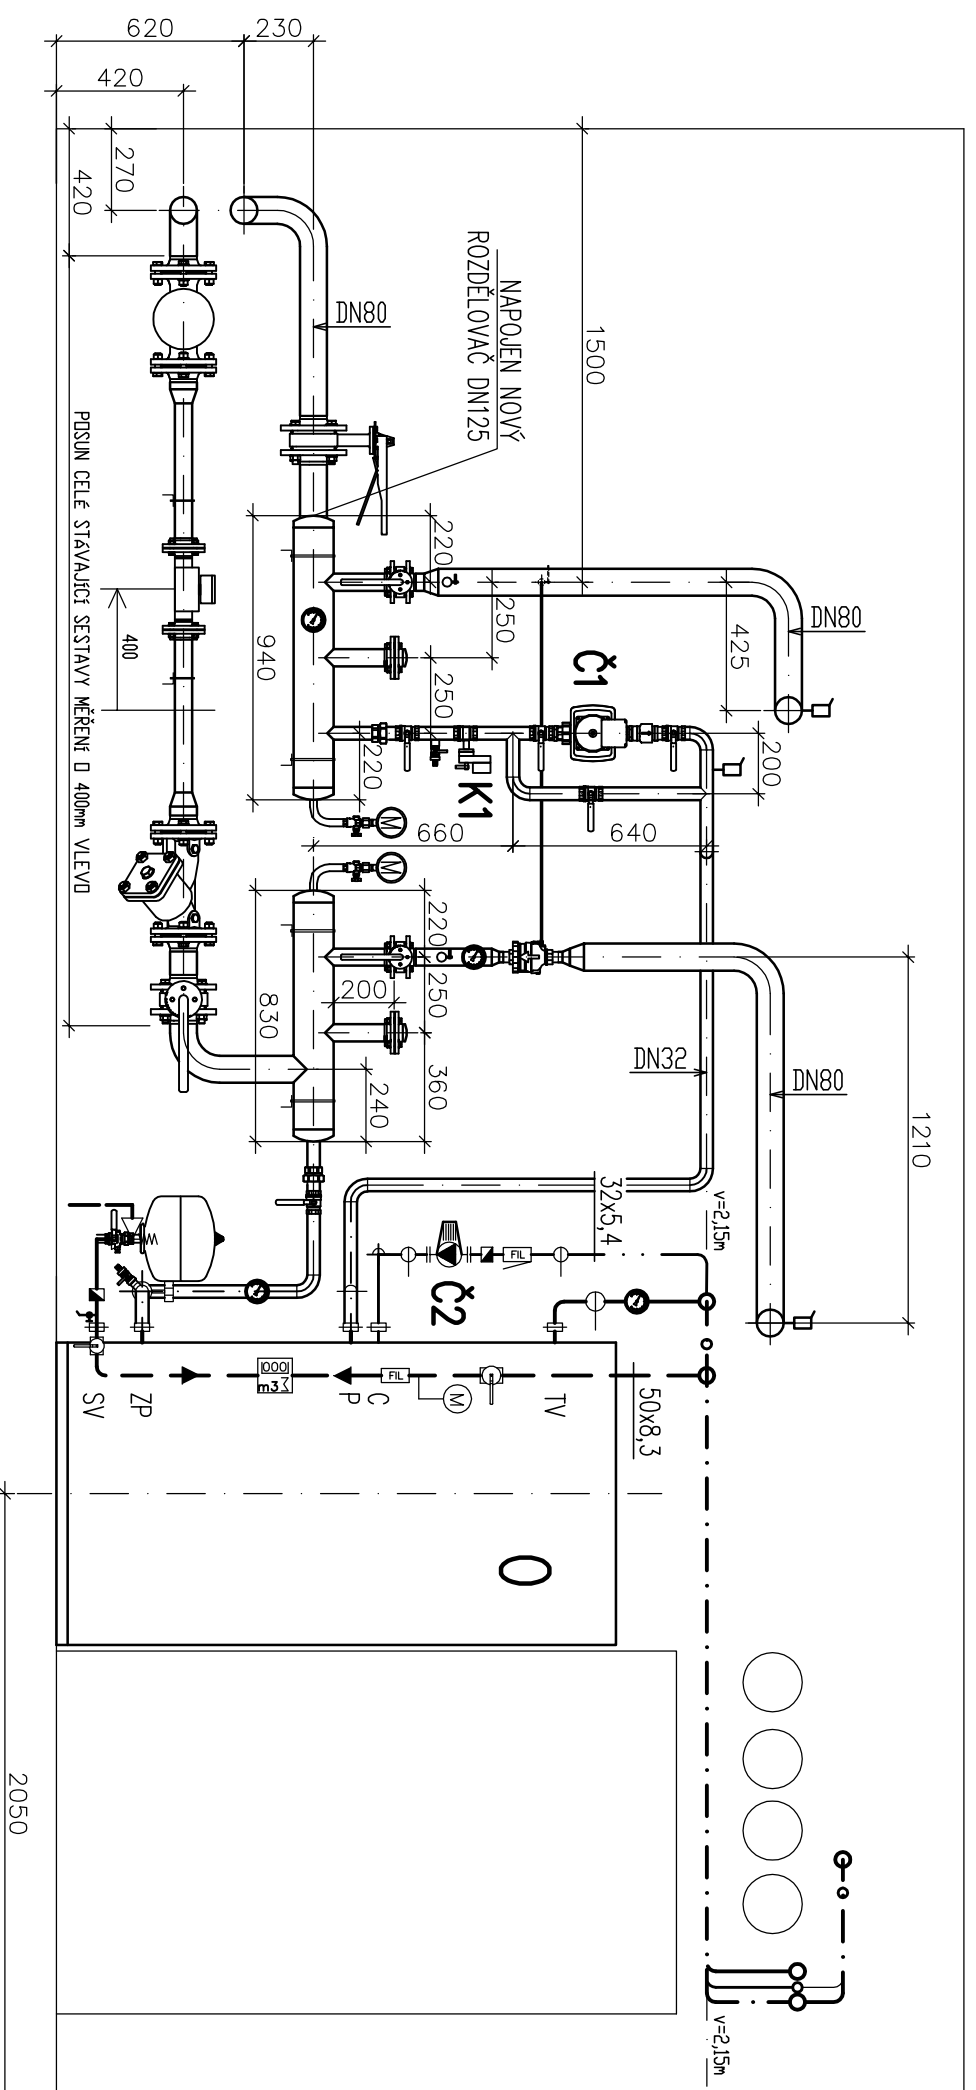 620
230
420
270
420
1500
DN80
NAPOJEN NOVÝ
ROZDĚLOVAČ DN125
220
250
250
220
940
DN80
425
Č1
K1
200
660
640
M
M
POSUN CELÉ STÁVAJÍCÍ SESTAVY MĚŘENÍ O 400mm VLEVO
400
220
250
200
360
240
830
DN32
DN80
1210
32x5,4
v=2,15m
FIL
Č2
50x8,3
TV
C
P
ZP
SV
FIL
M
000
m3
Σ
2050
v=2,15m